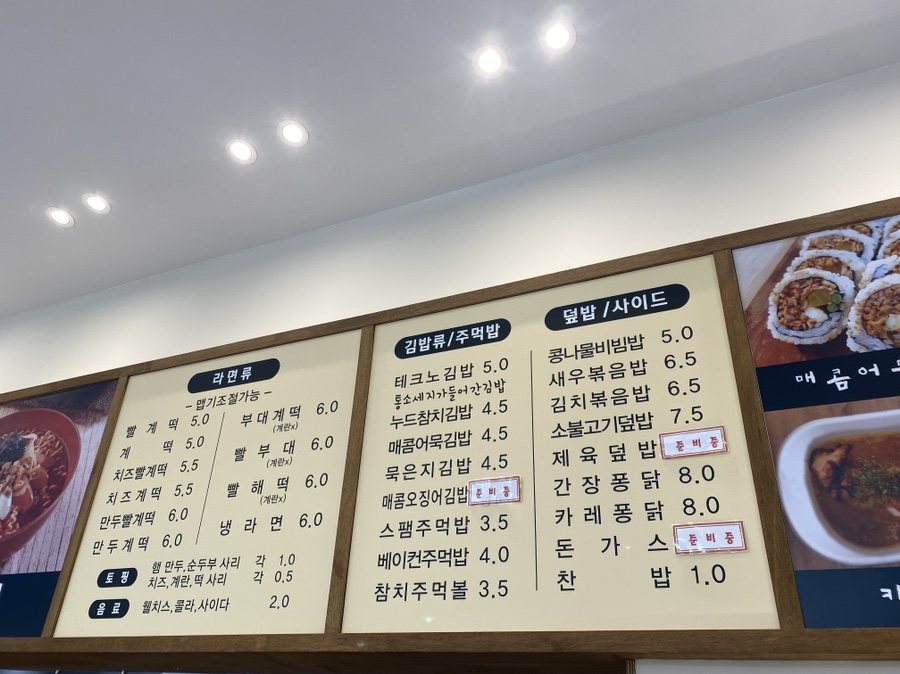 라면류
- 맵기조절가능 -
빨계떡 5.0
계떡 5.0
치즈빨계떡 5.5
치즈계떡 5.5
만두빨계떡 6.0
만두계떡 6.0
부대계떡 6.0
(계란x)
빨부대 6.0
(계란x)
빨해떡 6.0
(계란x)
냉라면 6.0
토핑
햄 만두,순두부 사리 각 1.0
치즈,계란,떡 사리 각 0.5
음료 웰치스,콜라,사이다 2.0
김밥류/주먹밥
테크노김밥 5.0
통소세지가들어간김밥
누드참치김밥 4.5
매콤어묵김밥 4.5
묵은지김밥 4.5
매콤오징어김밥 준비중
스팸주먹밥 3.5
베이컨주먹밥 4.0
참치주먹볼 3.5
덮밥/사이드
콩나물비빔밥 5.0
새우볶음밥 6.5
김치볶음밥 6.5
소불고기덮밥 7.5
제육덮밥 준비중
간장퐁닭 8.0
카레퐁닭 8.0
돈가스 준비중
찬밥 1.0
매콤어
카